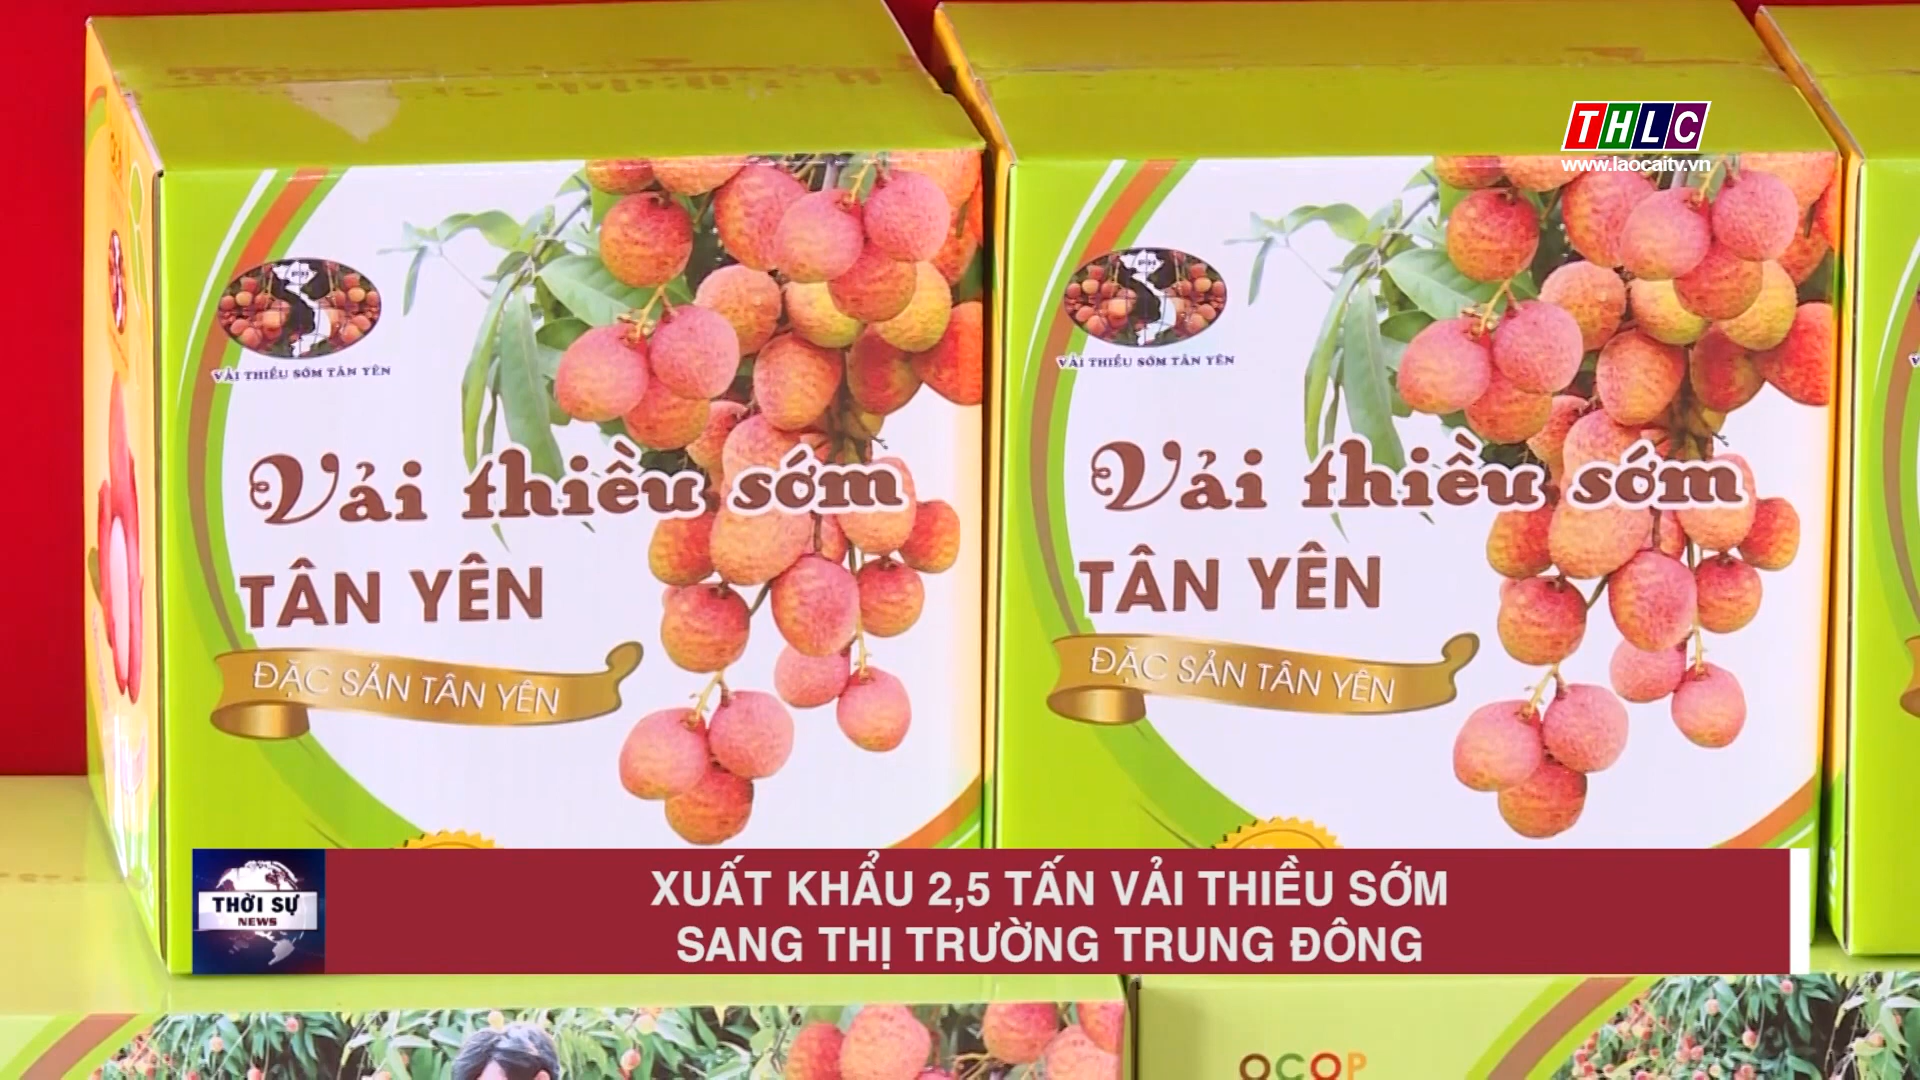 THLC
www.laocaitv.vn
PH
VẢI THIỀU SỚM TÂN YÊN
Vải thiều sớm
TÂN YÊN
ĐẶC SẢN TÂN YÊN
PH
VẢI THIỀU SỚM TÂN YÊN
Vải thiều sớm
TÂN YÊN
ĐẶC SẢN TÂN YÊN
THỜI SỰ
NEWS
XUẤT KHẨU 2,5 TẤN VẢI THIỀU SỚM
SANG THỊ TRƯỜNG TRUNG ĐÔNG
OCOP